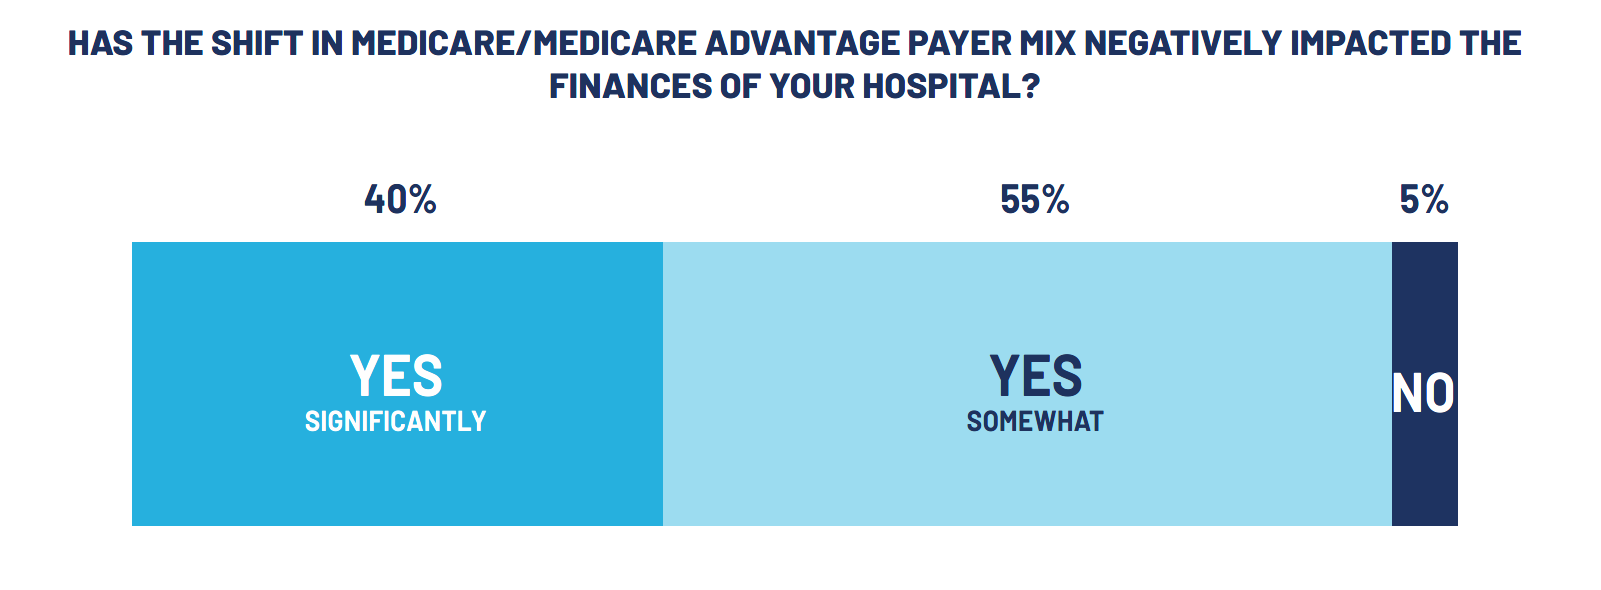 HAS THE SHIFT IN MEDICARE/MEDICARE ADVANTAGE PAYER MIX NEGATIVELY IMPACTED THE
FINANCES OF YOUR HOSPITAL?
40%
55%
5%
YES
SIGNIFICANTLY
YES
SOMEWHAT
NO